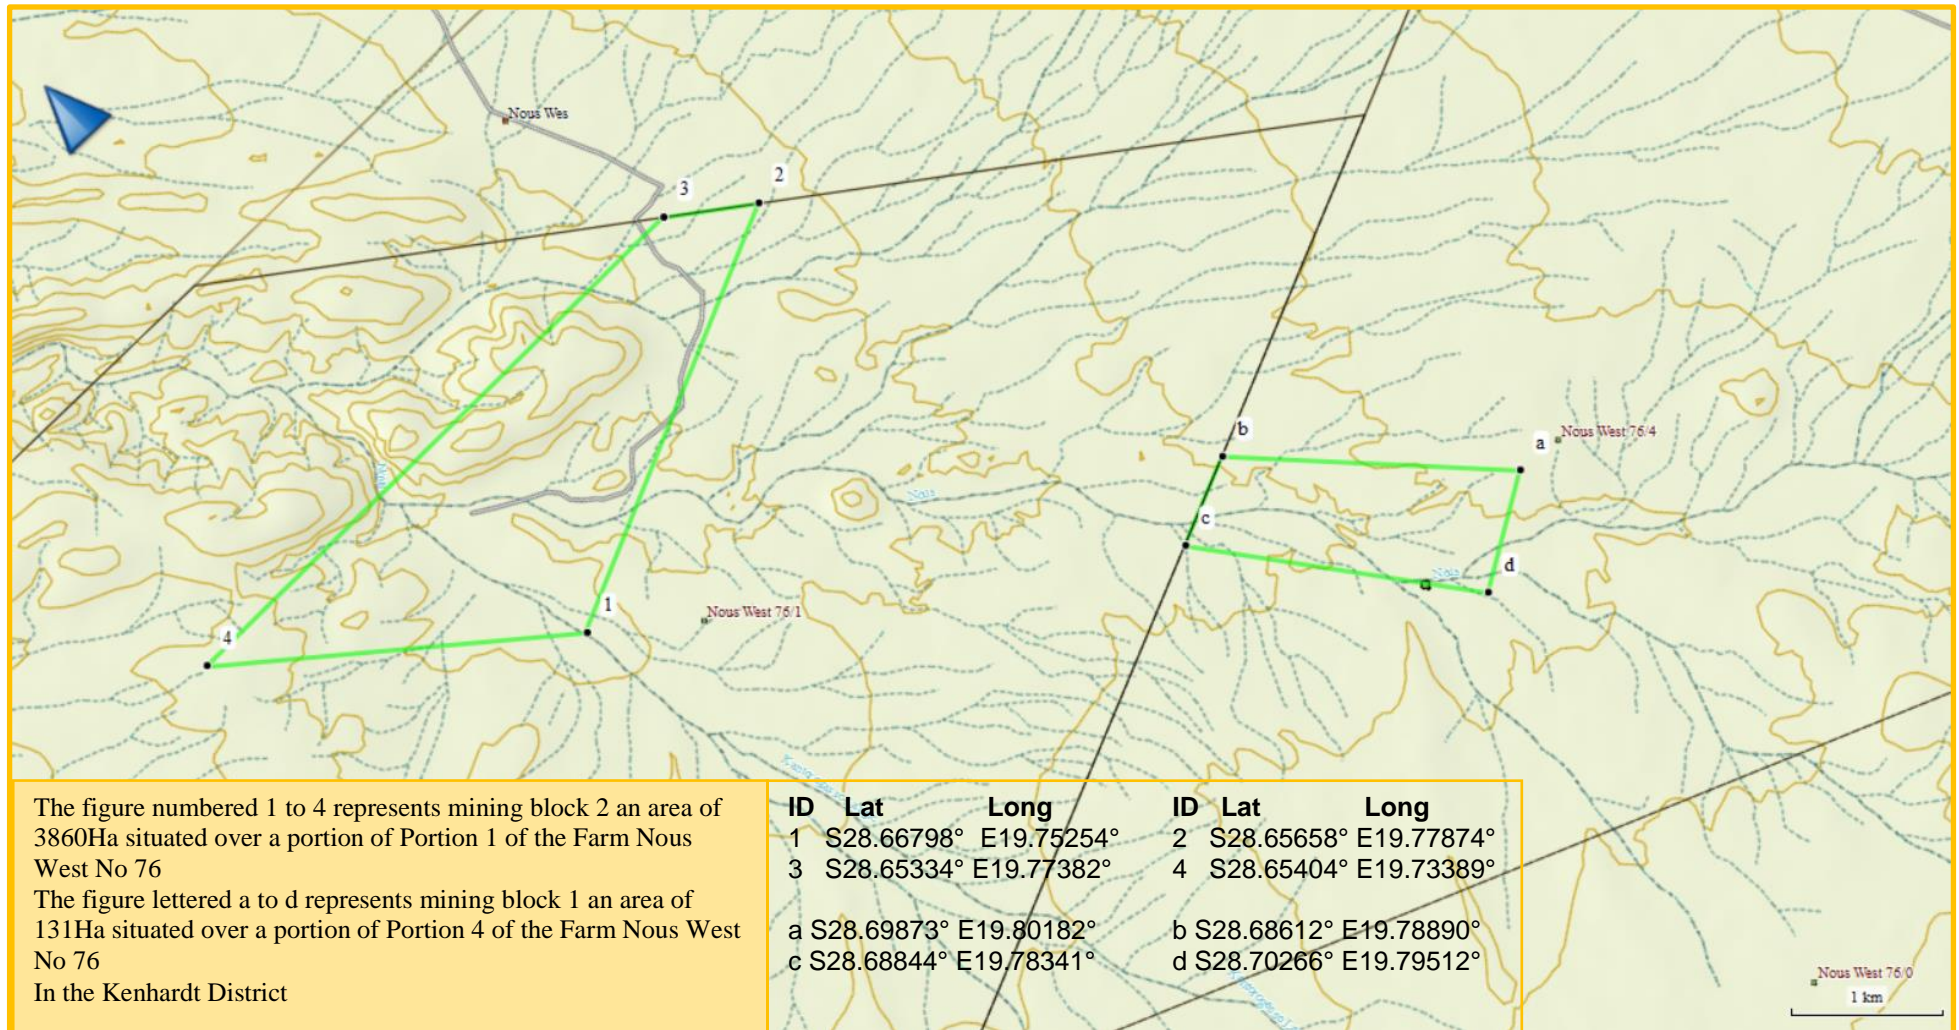 Nous Wes
3
2
b
a
Nous West 76/4
Nous
Nous
c
Nous
d
1
Nous West 76/1
4
The figure numbered 1 to 4 represents mining block 2 an area of
3860Ha situated over a portion of Portion 1 of the Farm Nous
West No 76
The figure lettered a to d represents mining block 1 an area of
131Ha situated over a portion of Portion 4 of the Farm Nous West
No 76
In the Kenhardt District
ID Lat Long ID Lat Long
1 S28.66798° E19.75254° 2 S28.65658° E19.77874°
3 S28.65334° E19.77382° 4 S28.65404° E19.73389°
a S28.69873° E19.80182° b S28.68612° E19.78890°
c S28.68844° E19.78341° d S28.70266° E19.79512°
Nous West 76/0
1 km